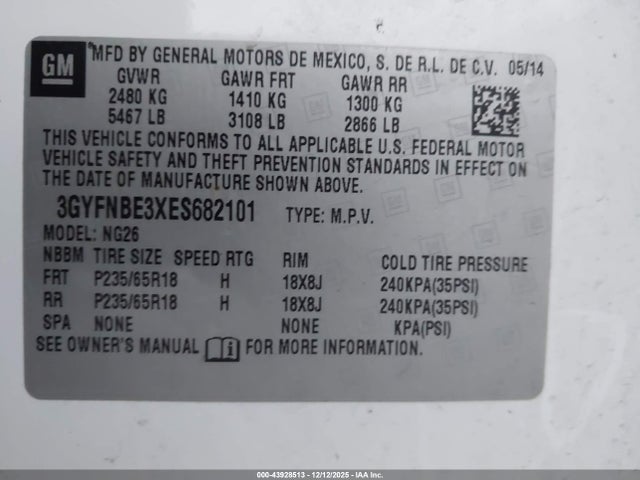 GM
*MFD BY GENERAL MOTORS DE MEXICO, S. DE R.L. DE C.V. 05/14
GVWR GAWR FRT GAWR RR
2480 KG 1410 KG 1300 KG
5467 LB 3108 LB 2866 LB
THIS VEHICLE CONFORMS TO ALL APPLICABLE U.S. FEDERAL MOTOR
VEHICLE SAFETY AND THEFT PREVENTION STANDARDS IN EFFECT ON
THE DATE OF MANUFACTURE SHOWN ABOVE.
3GYFNBE3XES682101 TYPE: M.P.V.
MODEL: NG26
NBBM TIRE SIZE SPEED RTG RIM COLD TIRE PRESSURE
FRT P235/65R18 H 18X8J 240KPA(35PSI)
RR P235/65R18 H 18X8J 240KPA(35PSI)
SPA NONE NONE KPA(PSI)
SEE OWNER'S MANUAL FOR MORE INFORMATION.
000-43928513 - 12/12/2025 - IAA, Inc.